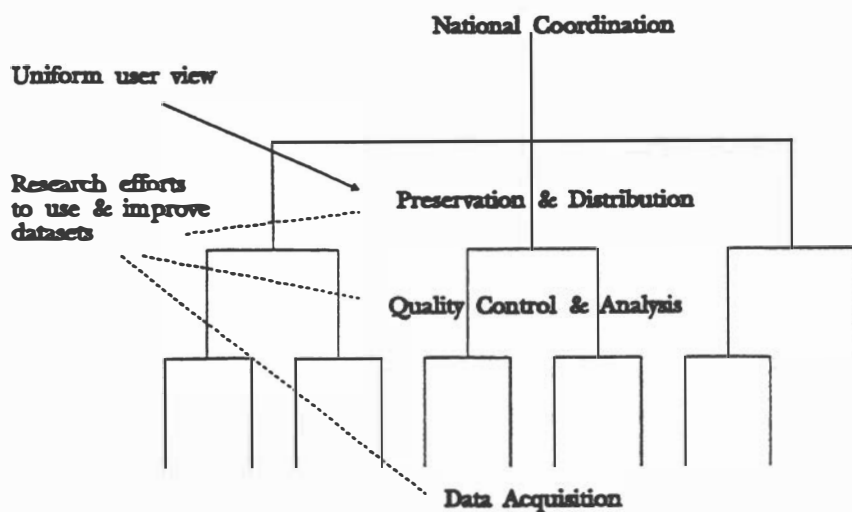 National Coordination
Uniform user view
Research efforts
to use & improve
datasets
Preservation & Distribution
Quality Control & Analysis
Data Acquisition